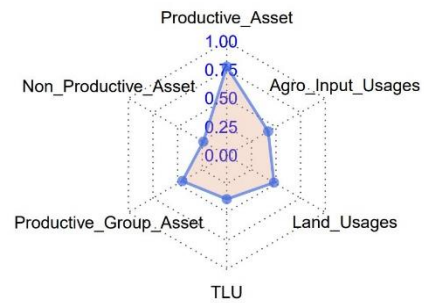 Productive_Asset
1.00
Non_Productive_Asset
0.75
Agro_Input_Usages
0.50
0.25
0.00
Productive_Group_Asset
Land_Usages
TLU